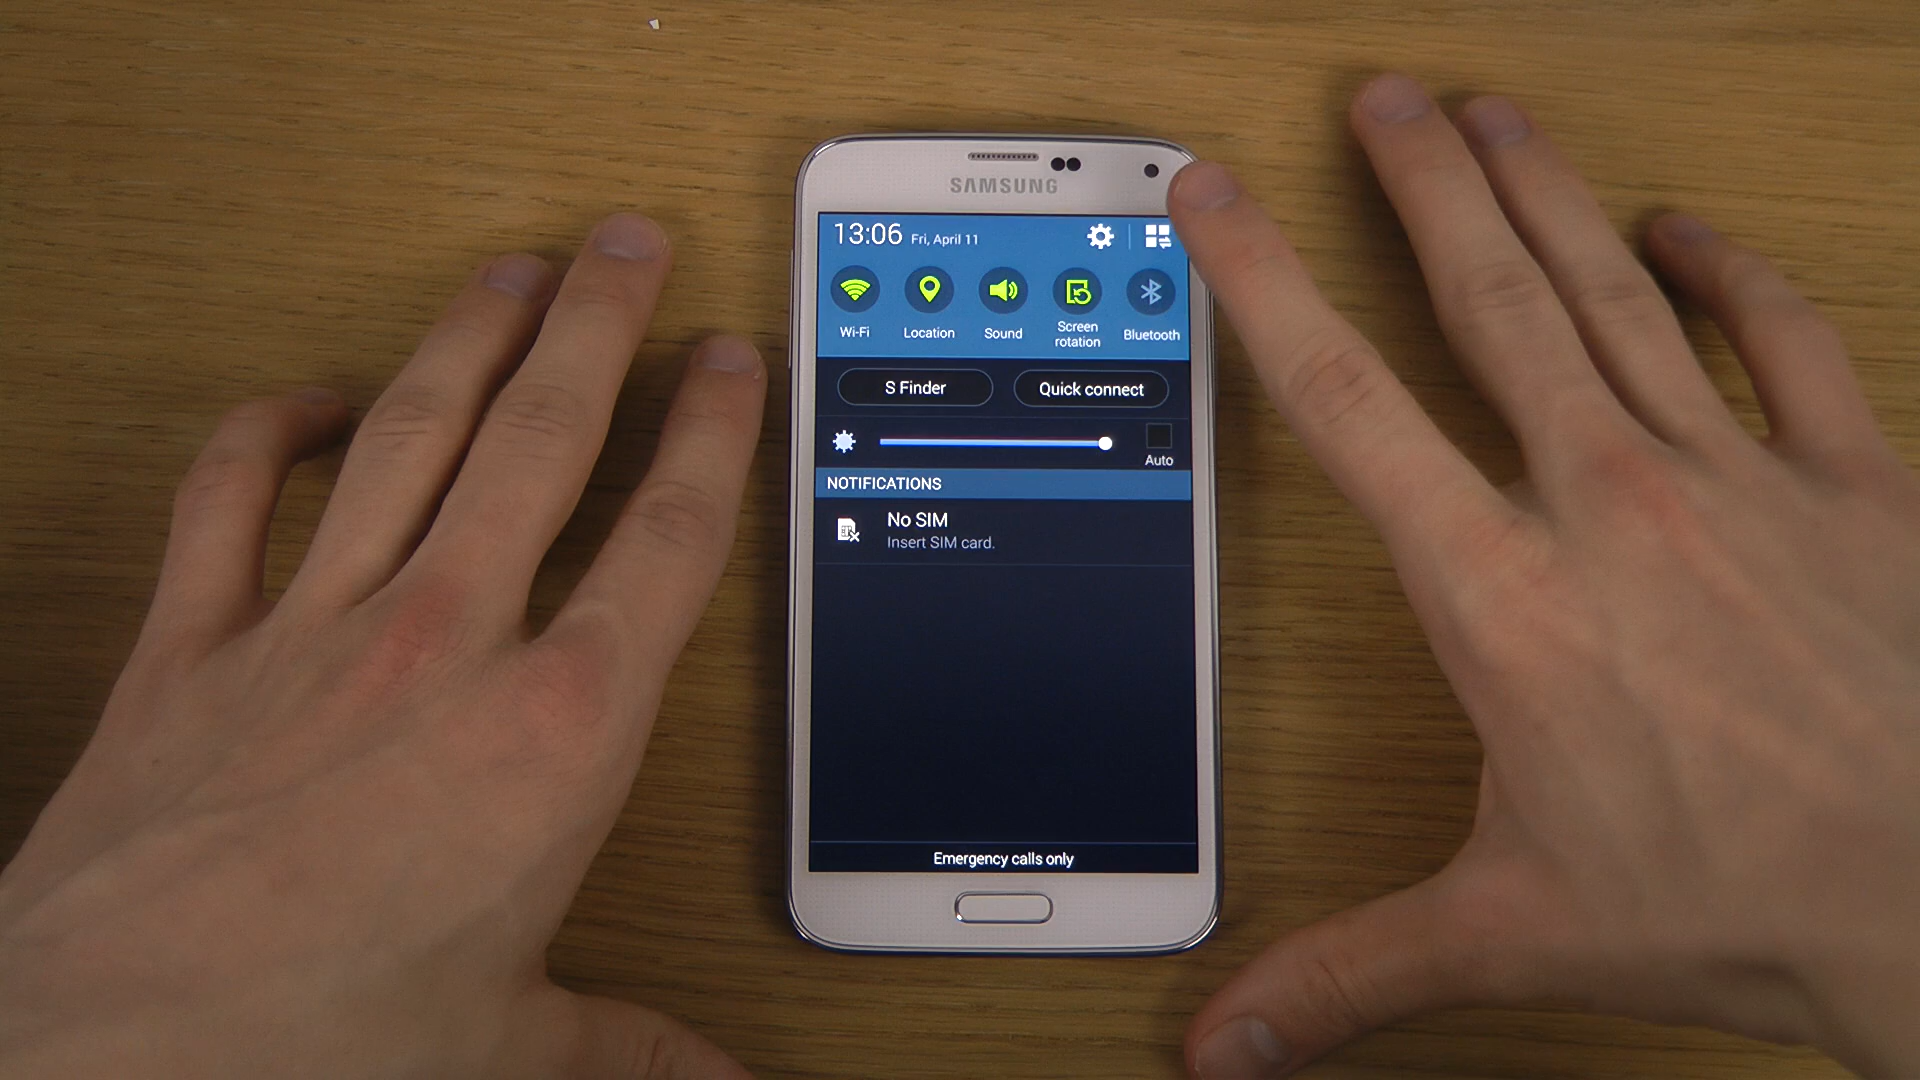 SAMSUNG
13:06 Fri, April 11
Wi-Fi
Location
Sound
Screen
rotation
Bluetooth
S Finder
Quick connect
Auto
NOTIFICATIONS
No SIM
Insert SIM card.
Emergency calls only